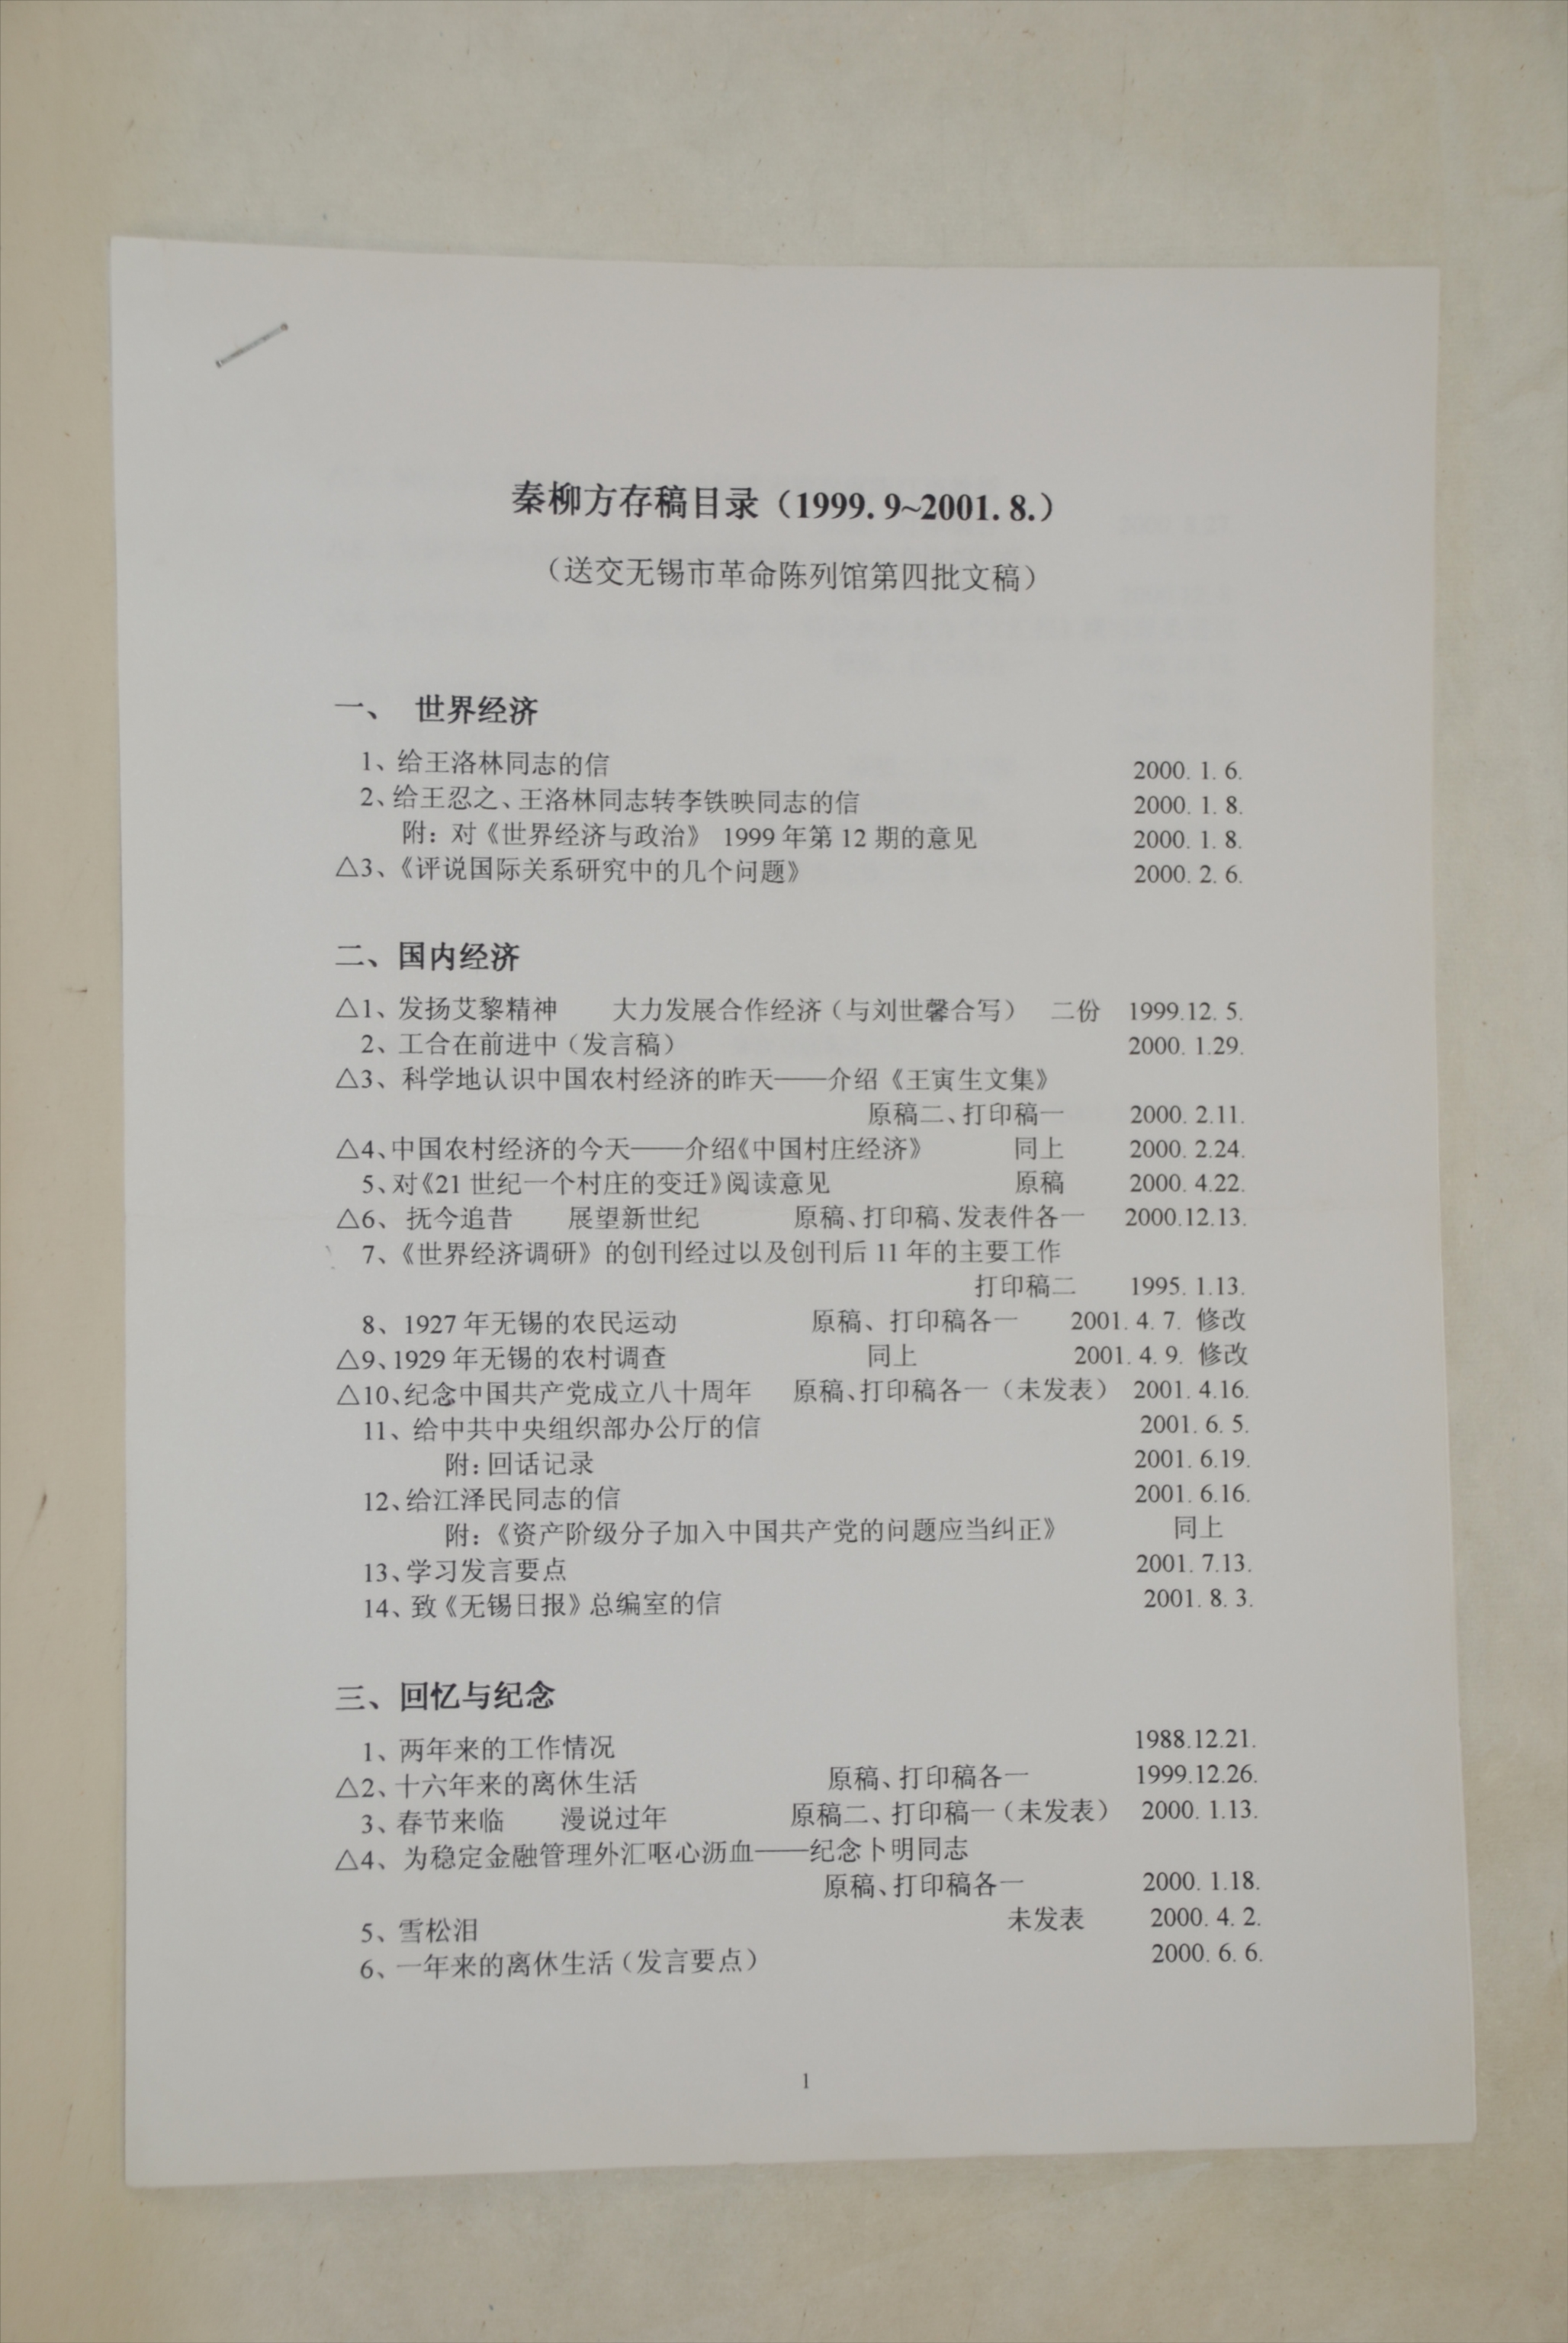 秦柳方存稿目录（1999. 9~2001. 8.）
（送交无锡市革命陈列馆第四批文稿）
一、 世界经济
1、给王洛林同志的信 2000. 1. 6.
2、给王忍之、王洛林同志转李铁映同志的信 2000. 1. 8.
附：对《世界经济与政治》 1999 年第 12 期的意见 2000. 1. 8.
△3、《评说国际关系研究中的几个问题》 2000. 2. 6.
二、国内经济
△1、发扬艾黎精神 大力发展合作经济（与刘世馨合写） 二份 1999.12. 5.
2、工合在前进中（发言稿） 2000. 1.29.
△3、科学地认识中国农村经济的昨天——介绍《王寅生文集》
原稿二、打印稿一 2000. 2.11.
△4、中国农村经济的今天——介绍《中国村庄经济》 同上 2000. 2.24.
5、对《21 世纪一个村庄的变迁》阅读意见 原稿 2000. 4.22.
△6、抚今追昔 展望新世纪 原稿、打印稿、发表件各一 2000.12.13.
7、《世界经济调研》的创刊经过以及创刊后 11 年的主要工作
打印稿二 1995. 1.13.
8、1927 年无锡的农民运动 原稿、打印稿各一 2001. 4. 7. 修改
△9、1929 年无锡的农村调查 同上 2001. 4. 9. 修改
△10、纪念中国共产党成立八十周年 原稿、打印稿各一（未发表） 2001. 4.16.
11、给中共中央组织部办公厅的信 2001. 6. 5.
附：回话记录 2001. 6.19.
12、给江泽民同志的信 2001. 6.16.
附：《资产阶级分子加入中国共产党的问题应当纠正》 同上
13、学习发言要点 2001. 7.13.
14、致《无锡日报》总编室的信 2001. 8. 3.
三、回忆与纪念
1、两年来的工作情况 1988.12.21.
△2、十六年来的离休生活 原稿、打印稿各一 1999.12.26.
3、春节来临 漫说过年 原稿二、打印稿一（未发表） 2000. 1.13.
△4、为稳定金融管理外汇呕心沥血——纪念卜明同志
原稿、打印稿各一 2000. 1.18.
5、雪松泪 未发表 2000. 4. 2.
6、一年来的离休生活（发言要点） 2000. 6. 6.
1